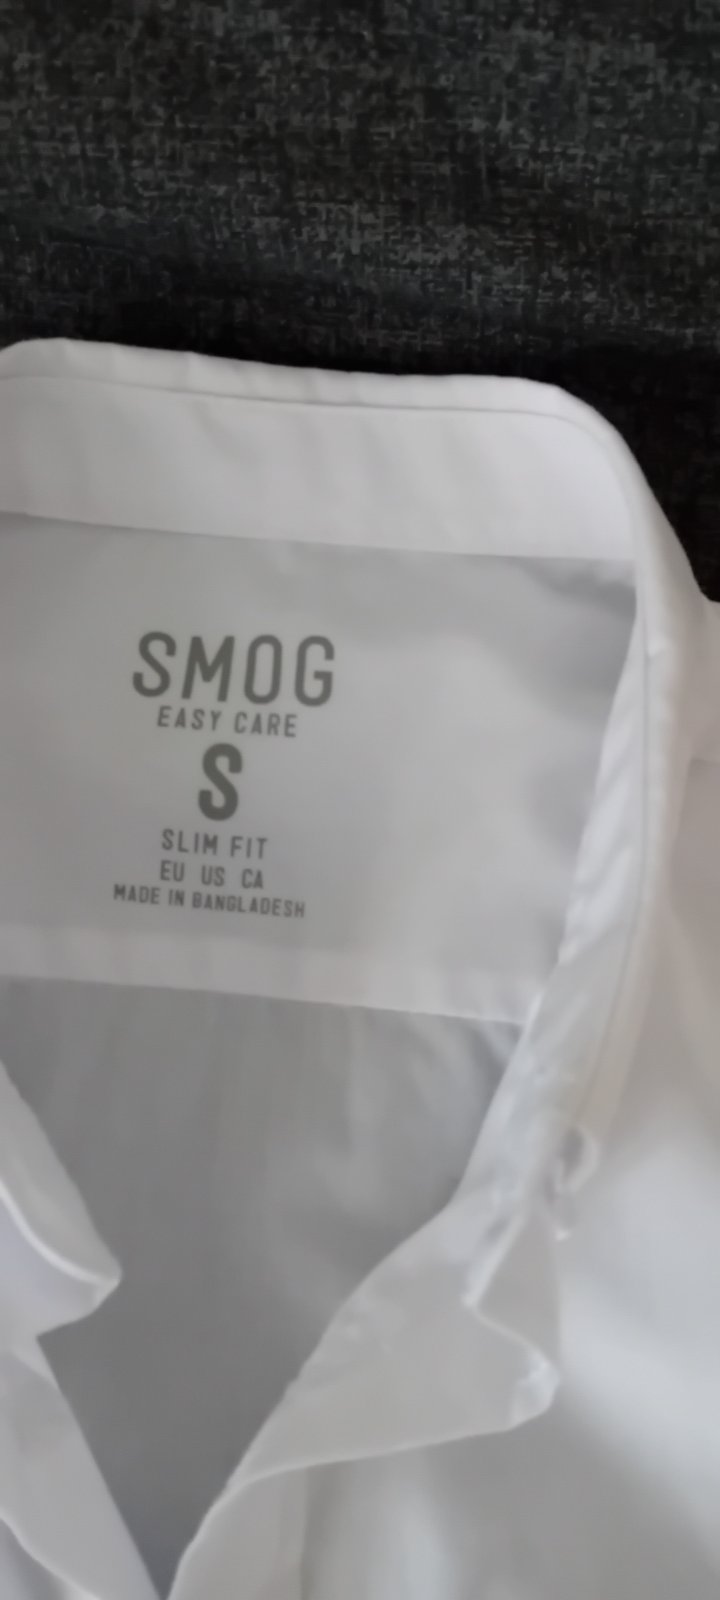 SMOG
EASY CARE
S
SLIM FIT
EU US CA
MADE IN BANGLADESH